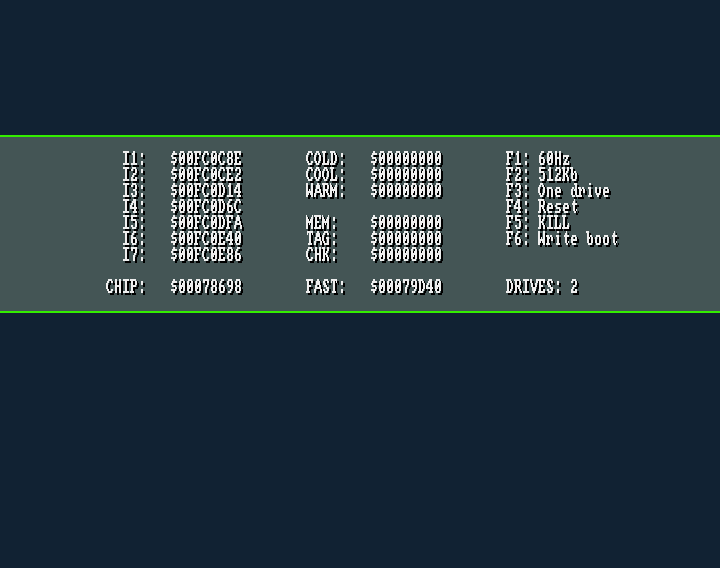 I1: $00FC0C8E COLD: $00000000 F1: 60Hz
I2: $00FC0CE2 COOL: $00000000 F2: 512Kb
I3: $00FC0D14 WARM: $00000000 F3: One drive
I4: $00FC0D6C F4: Reset
I5: $00FC0DFA MEM: $00000000 F5: KILL
I6: $00FC0E40 TAG: $00000000 F6: Write boot
I7: $00FC0E86 CHK: $00000000
CHIP: $00078698 FAST: $00079D40 DRIVES: 2